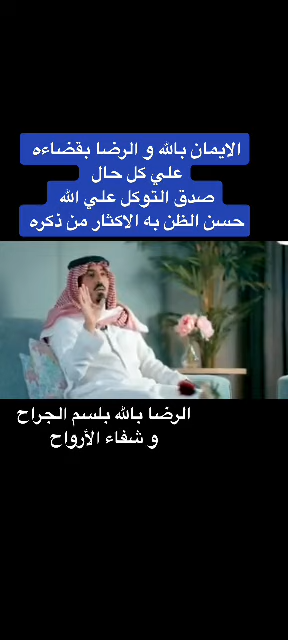 الايمان بالله و الرضا بقضاءه
علي كل حال
صدق التوكل علي الله
حسن الظن به الاكثار من ذكره
الرضا بالله بلسم الجراح
و شفاء الأرواح